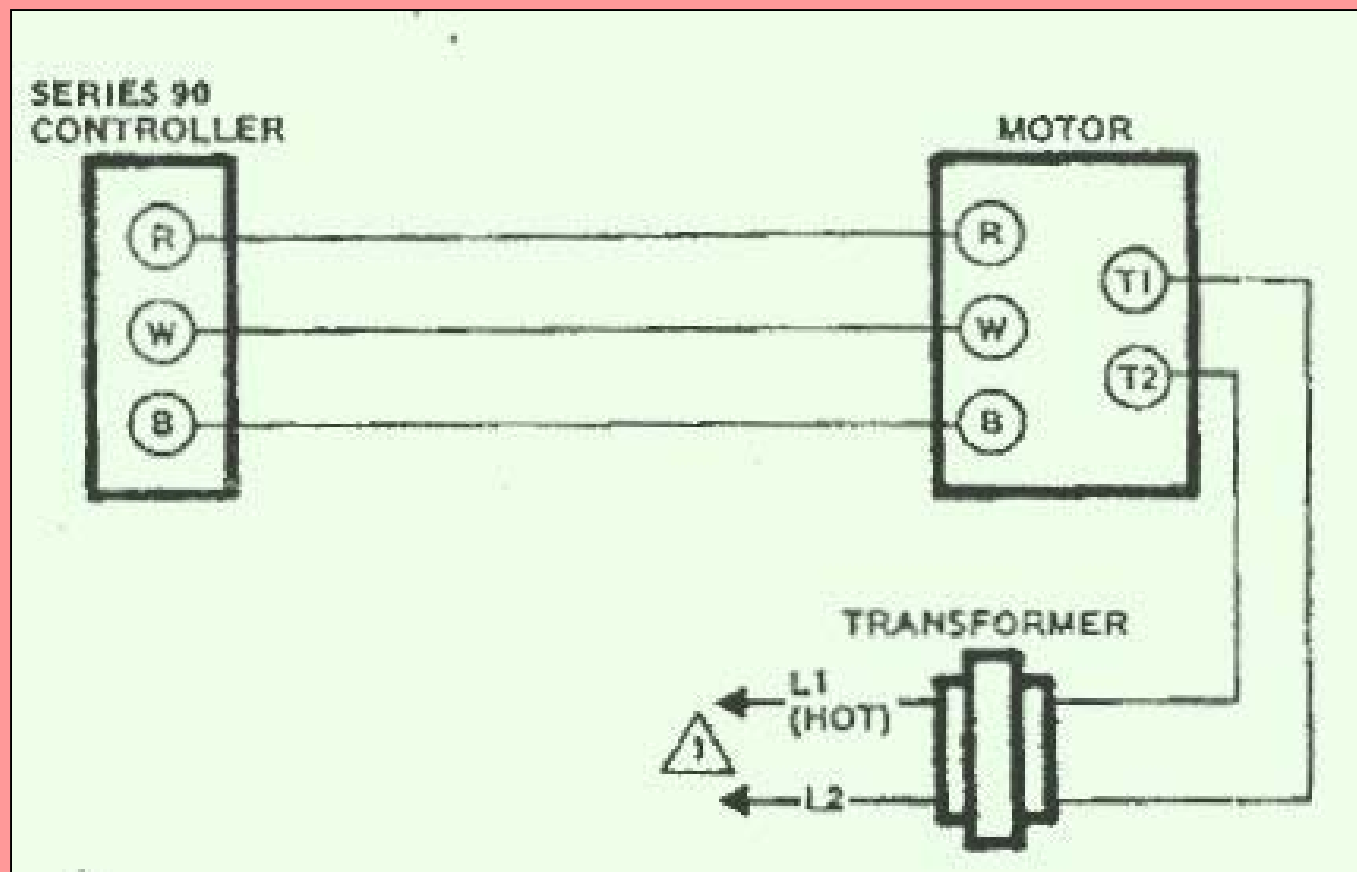 SERIES 90
CONTROLLER
MOTOR
R
R
W
W
B
B
T1
T2
TRANSFORMER
L1
(HOT)
1
L2